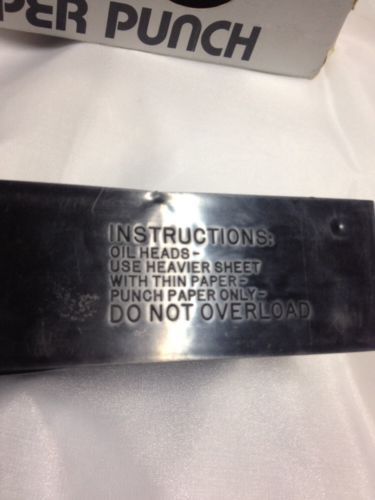 PER PUNCH
INSTRUCTIONS:
OIL HEADS-
USE HEAVIER SHEET
WITH THIN PAPER-
PUNCH PAPER ONLY-
DO NOT OVERLOAD